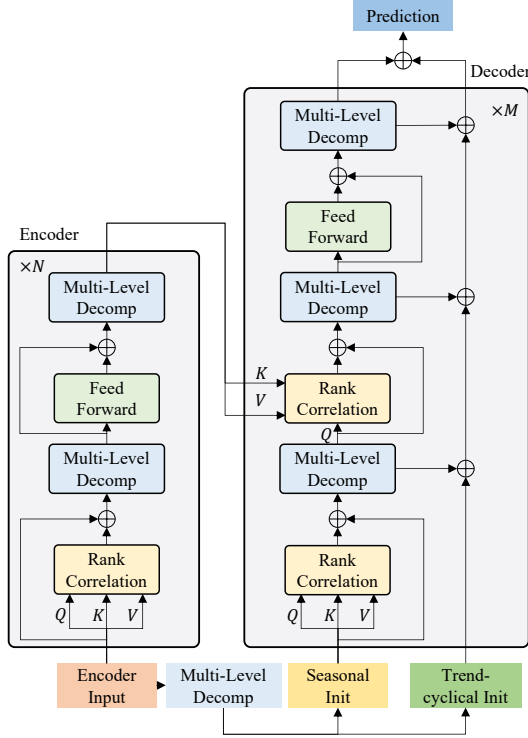 Prediction
Decoder
×M
Multi-Level
Decomp
Feed
Forward
Encoder
×N
Multi-Level
Decomp
Multi-Level
Decomp
K
V
Rank
Correlation
Feed
Forward
Q
Multi-Level
Decomp
Multi-Level
Decomp
Rank
Correlation
Q K V
Rank
Correlation
Q K V
Encoder
Input
Multi-Level
Decomp
Seasonal
Init
Trend-
cyclical Init